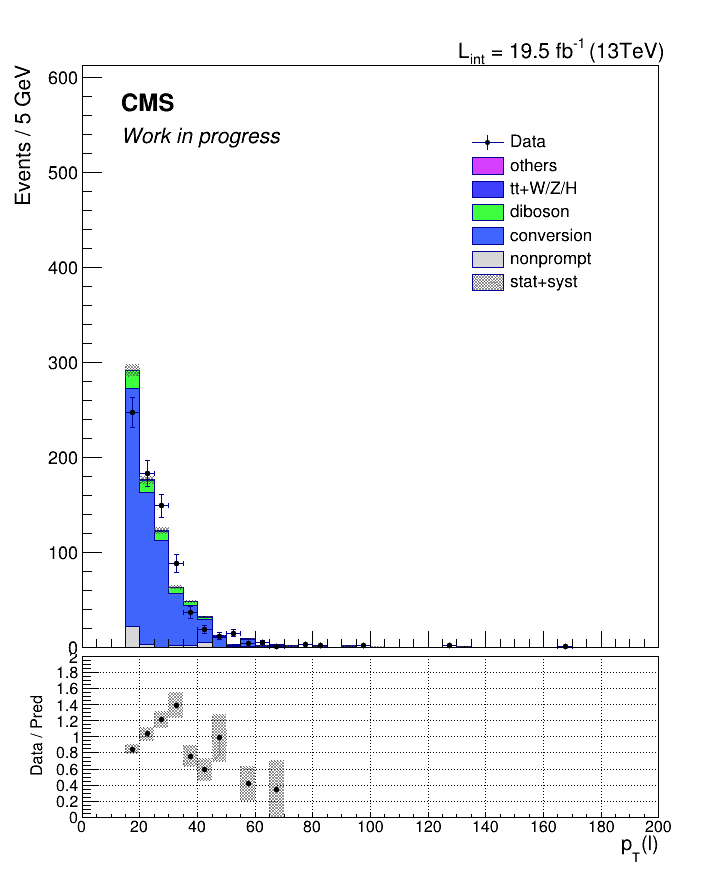 L_int = 19.5 fb^-1 (13TeV)
Events / 5 GeV
600
500
400
300
200
100
0
CMS
Work in progress
Data
others
tt+W/Z/H
diboson
conversion
nonprompt
stat+syst
Data / Pred
2
1.8
1.6
1.4
1.2
1
0.8
0.6
0.4
0.2
0
0 20 40 60 80 100 120 140 160 180 200
p_T(l)